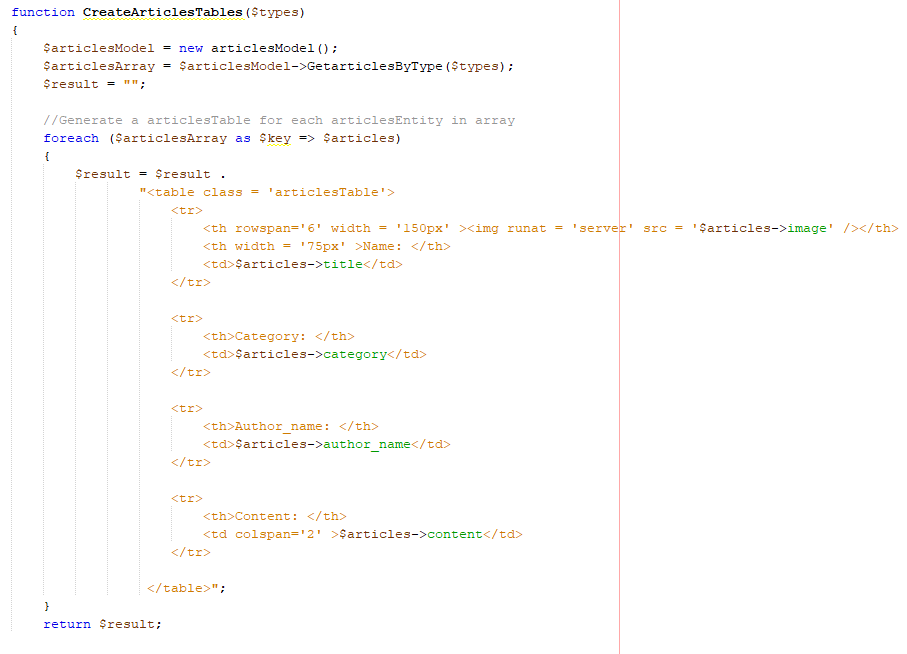 function CreateArticlesTables($types)
{
$articlesModel = new articlesModel();
$articlesArray = $articlesModel->GetarticlesByType($types);
$result = "";
//Generate a articlesTable for each articlesEntity in array
foreach ($articlesArray as $key => $articles)
{
$result = $result .
"<table class = 'articlesTable'>
<tr>
<th rowspan='6' width = '150px' ><img runat = 'server' src = '$articles->image' /></th>
<th width = '75px' >Name: </th>
<td>$articles->title</td>
</tr>
<tr>
<th>Category: </th>
<td>$articles->category</td>
</tr>
<tr>
<th>Author_name: </th>
<td>$articles->author_name</td>
</tr>
<tr>
<th>Content: </th>
<td colspan='2' >$articles->content</td>
</tr>
</table>";
}
return $result;